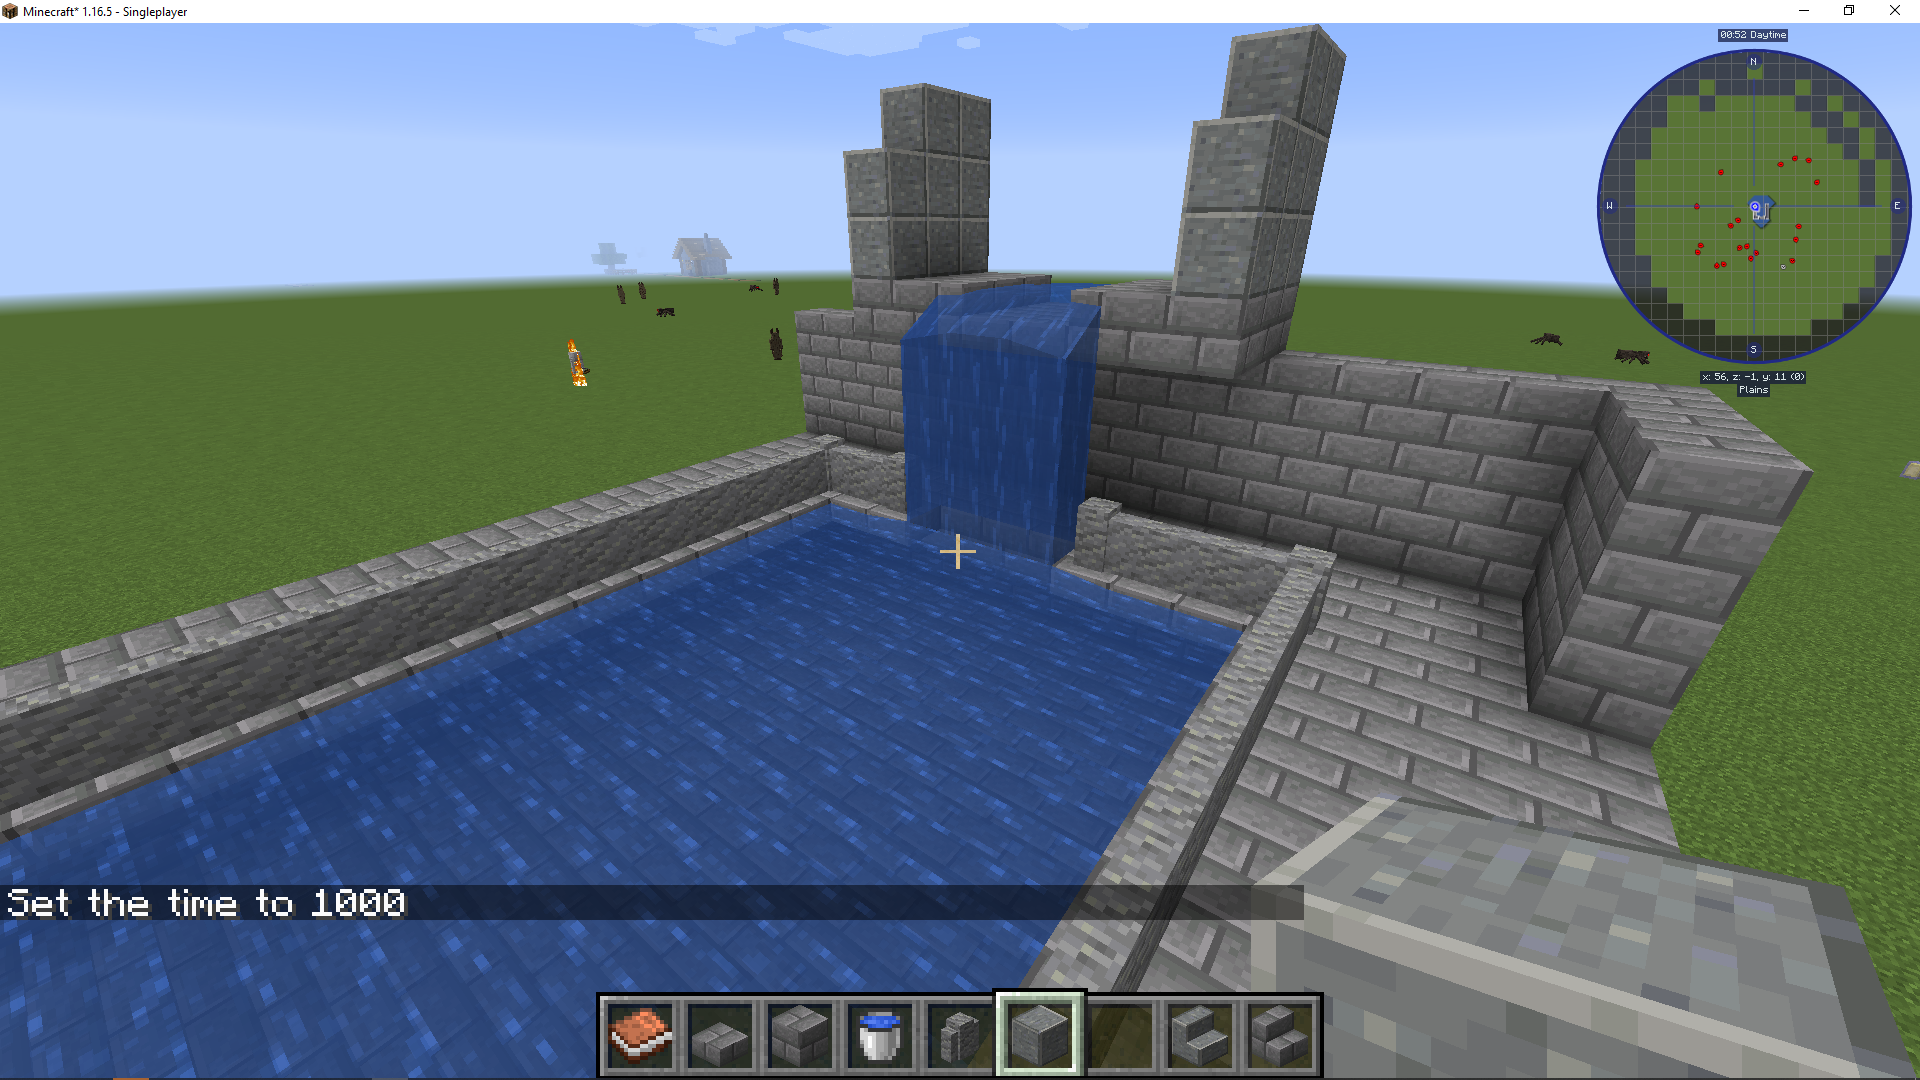 Minecraft* 1.16.5 - Singleplayer
00:52 Daytime
N
W
E
S
x: 56, z: -1, y: 11 (0)
Plains
Set the time to 1000